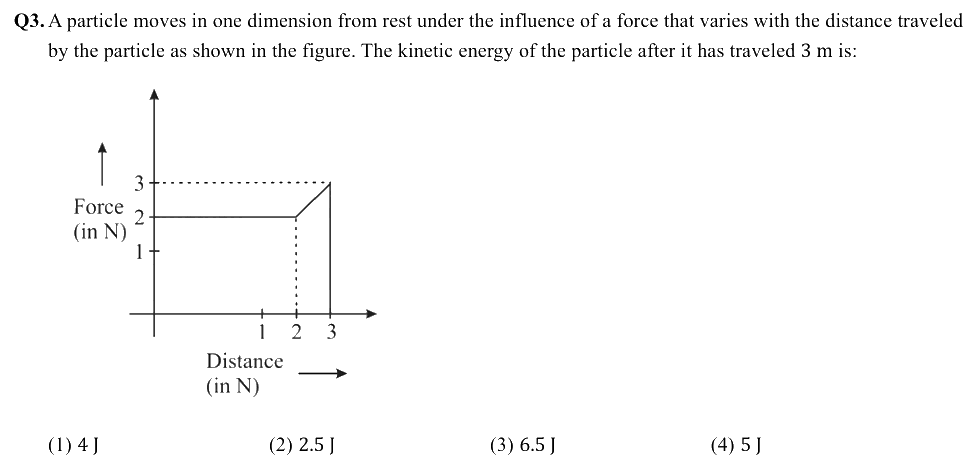 Q3. A particle moves in one dimension from rest under the influence of a force that varies with the distance traveled
by the particle as shown in the figure. The kinetic energy of the particle after it has traveled 3 m is:
3
Force
(in N)
2
1
1 2 3
Distance
(in N)
(1) 4 J (2) 2.5 J (3) 6.5 J (4) 5 J